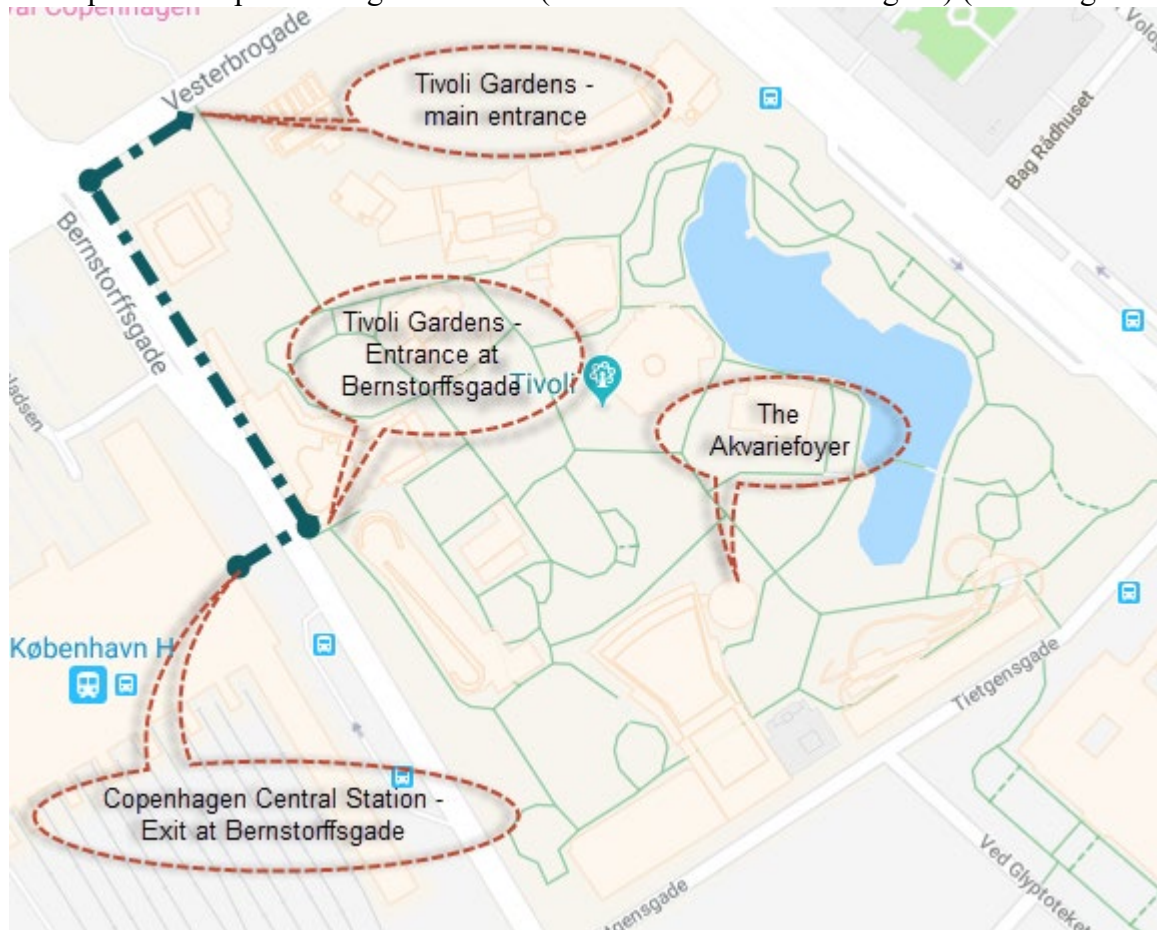 Vesterbrogade
Tivoli Gardens -
main entrance
Bag Rådhuset
Bernstorffsgade
Tivoli Gardens -
Entrance at
Bernstorffsgade
Tivoli
The
Akvariefoyer
København H
Tietgensgade
Copenhagen Central Station -
Exit at Bernstorffsgade
Ved Glyptoteket